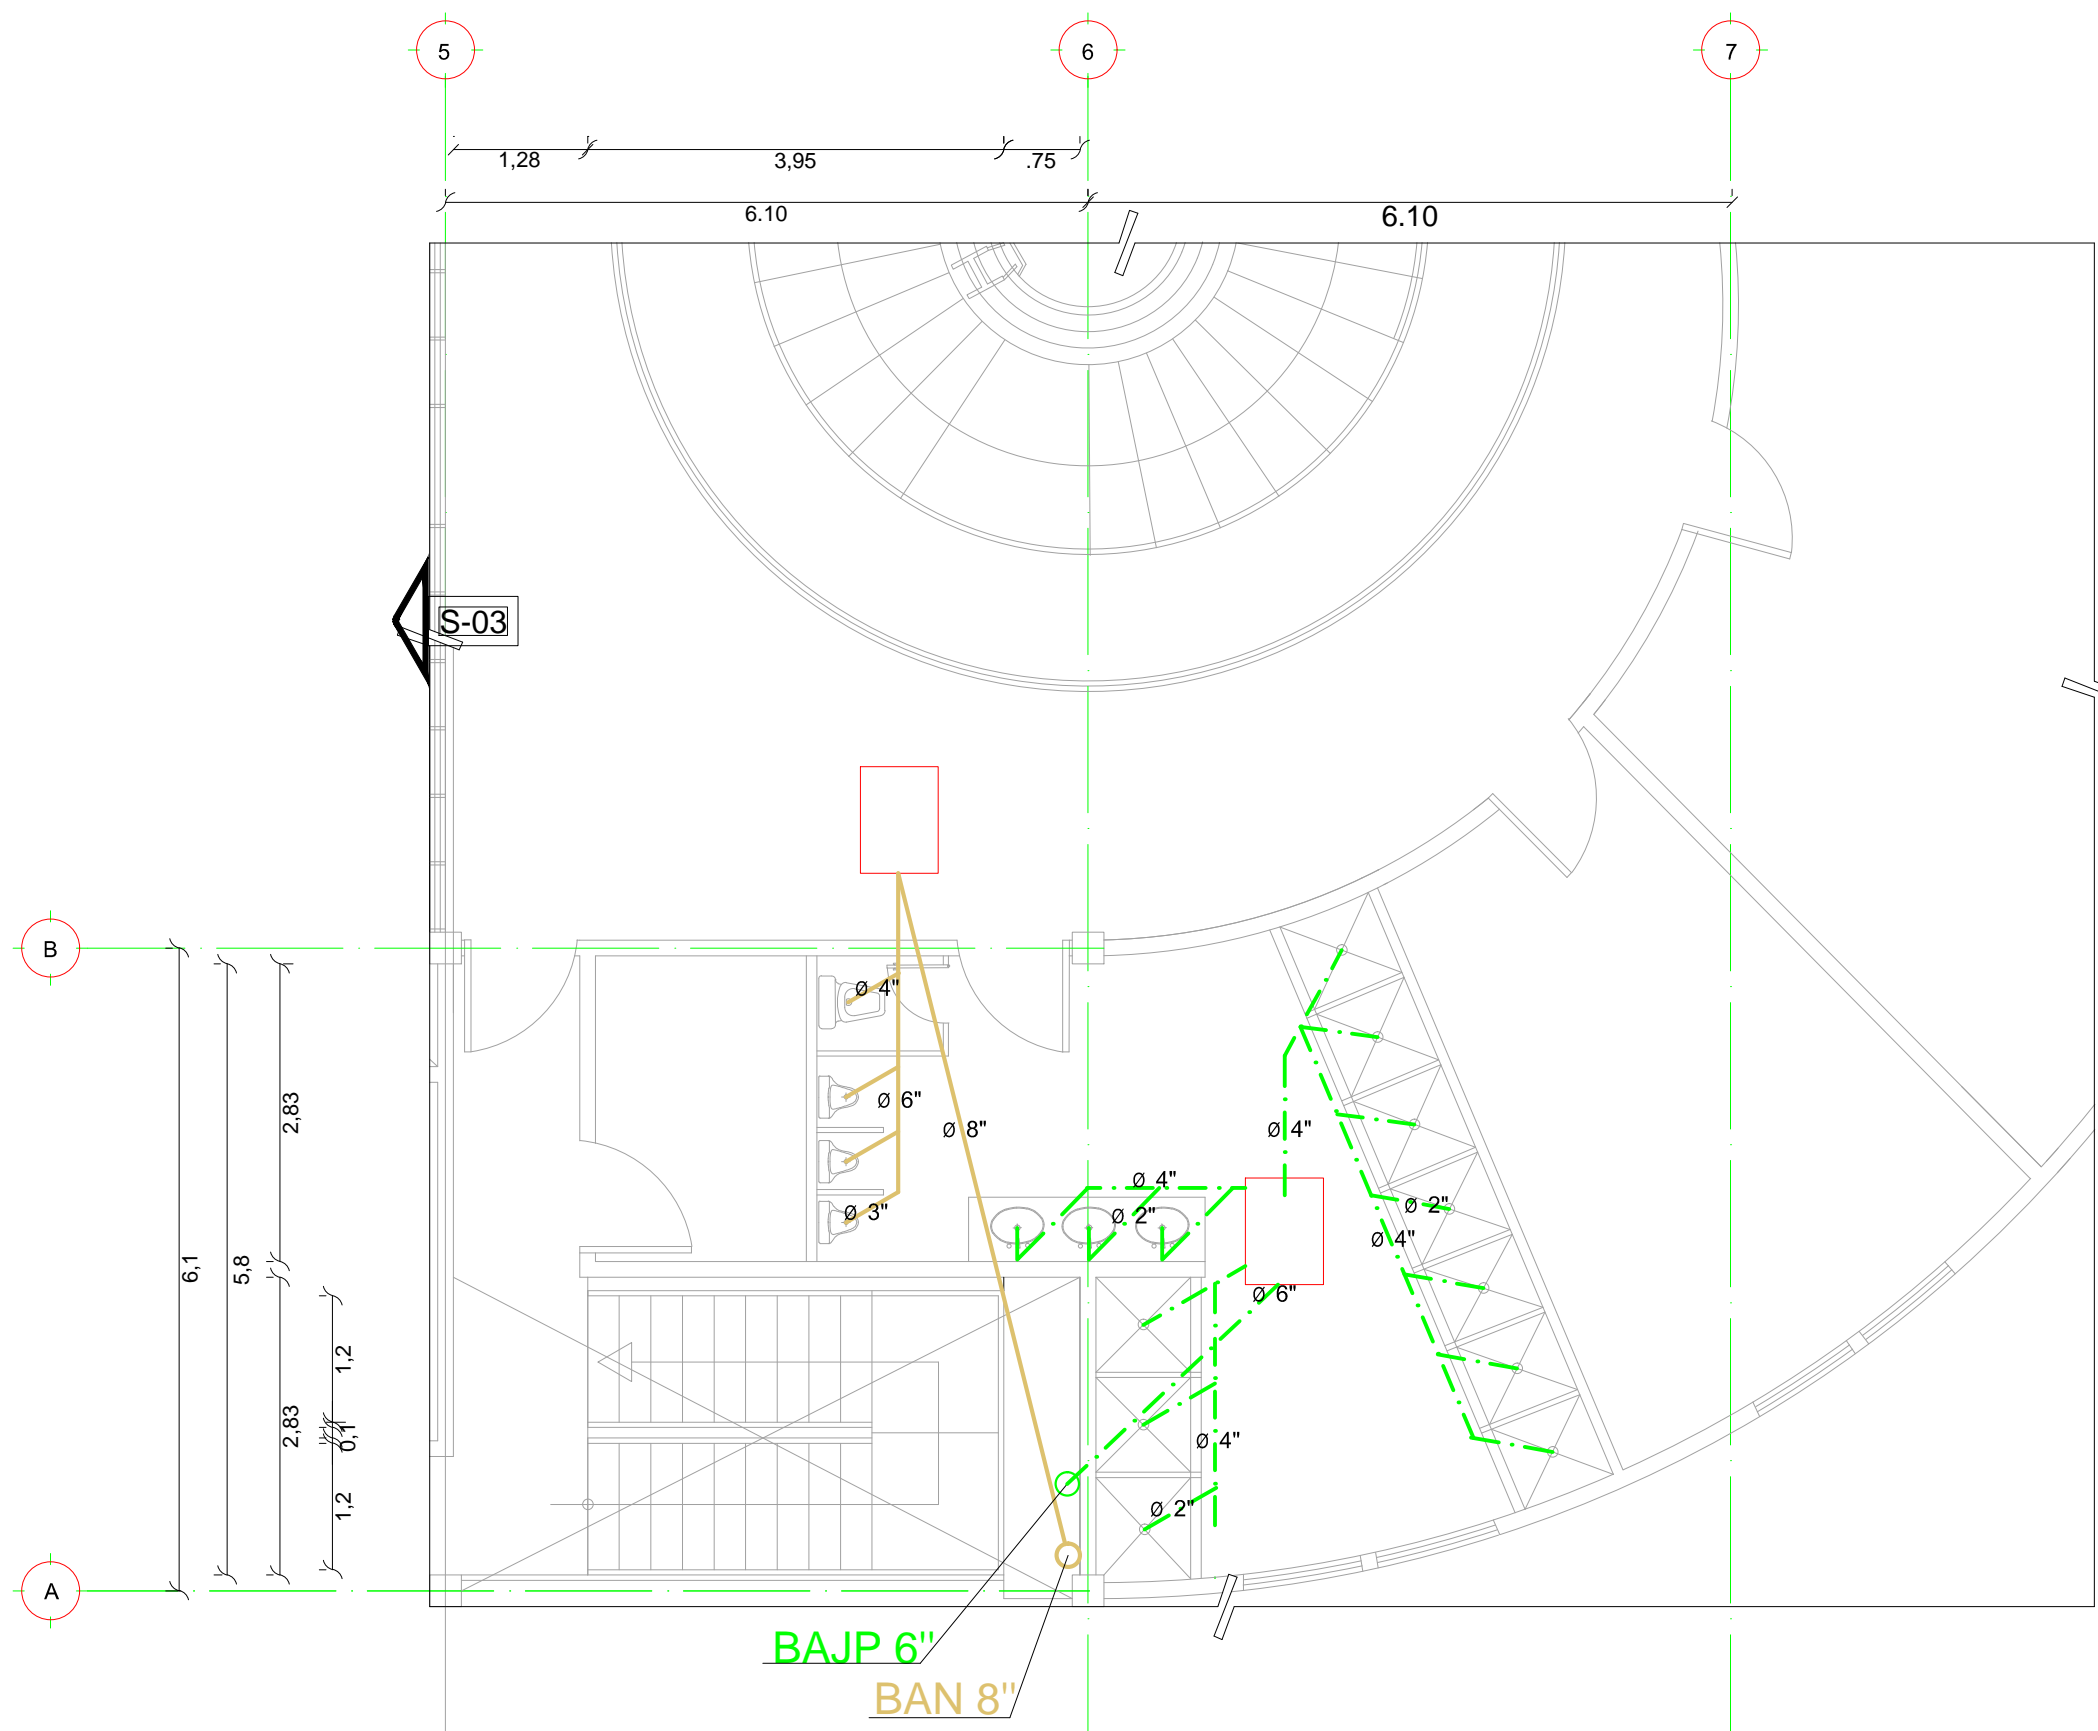 5
6
7
1,28
3,95
.75
6.10
6.10
S-03
B
Ø 4"
Ø 6"
Ø 8"
Ø 4"
2,83
Ø 4"
Ø 2"
Ø 3"
Ø 2"
Ø 4"
6,1
5,8
Ø 6"
1,2
2,83
0,1
Ø 4"
1,2
Ø 2"
A
BAJP 6"
BAN 8"